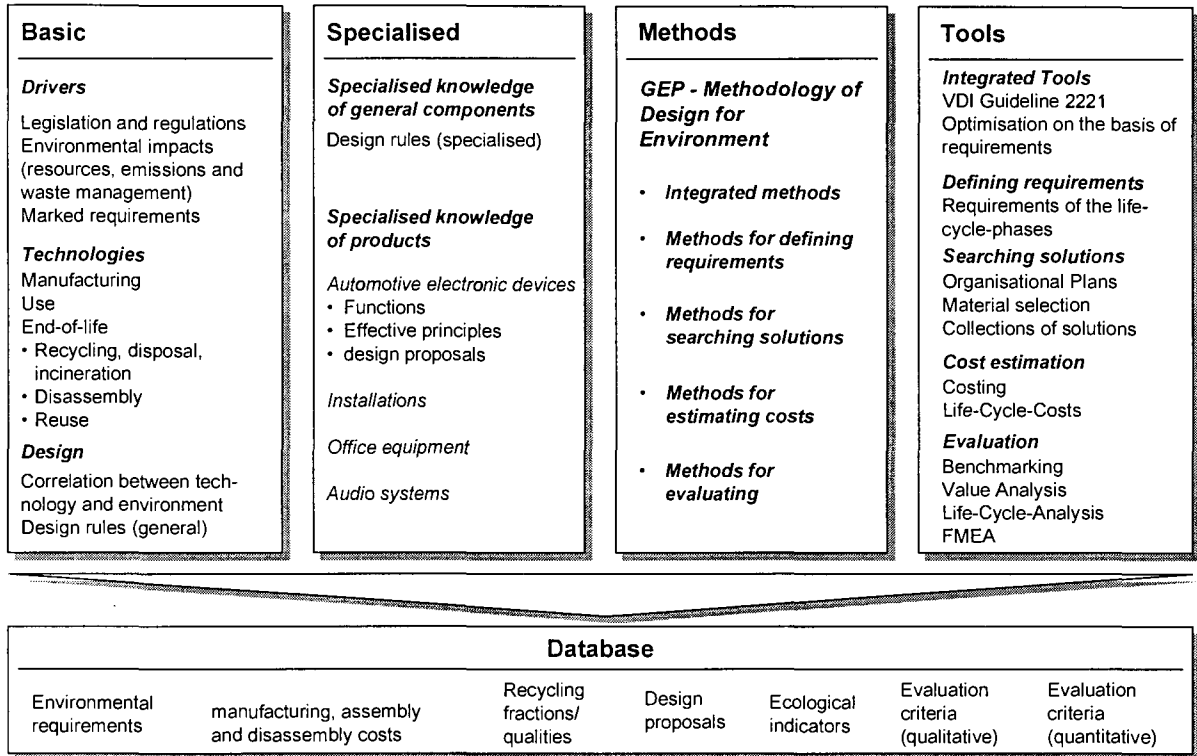 Basic
Drivers
Legislation and regulations
Environmental impacts
(resources, emissions and
waste management)
Marked requirements
Technologies
Manufacturing
Use
End-of-life
• Recycling, disposal,
incineration
• Disassembly
• Reuse
Design
Correlation between tech-
nology and environment
Design rules (general)
Specialised
Specialised knowledge
of general components
Design rules (specialised)
Specialised knowledge
of products
Automotive electronic devices
• Functions
• Effective principles
• design proposals
Installations
Office equipment
Audio systems
Methods
GEP - Methodology of
Design for
Environment
• Integrated methods
• Methods for defining
requirements
• Methods for
searching solutions
• Methods for
estimating costs
• Methods for
evaluating
Tools
Integrated Tools
VDI Guideline 2221
Optimisation on the basis of
requirements
Defining requirements
Requirements of the life-
cycle-phases
Searching solutions
Organisational Plans
Material selection
Collections of solutions
Cost estimation
Costing
Life-Cycle-Costs
Evaluation
Benchmarking
Value Analysis
Life-Cycle-Analysis
FMEA
Database
Environmental
requirements
manufacturing, assembly
and disassembly costs
Recycling
fractions/
qualities
Design
proposals
Ecological
indicators
Evaluation
criteria
(qualitative)
Evaluation
criteria
(quantitative)